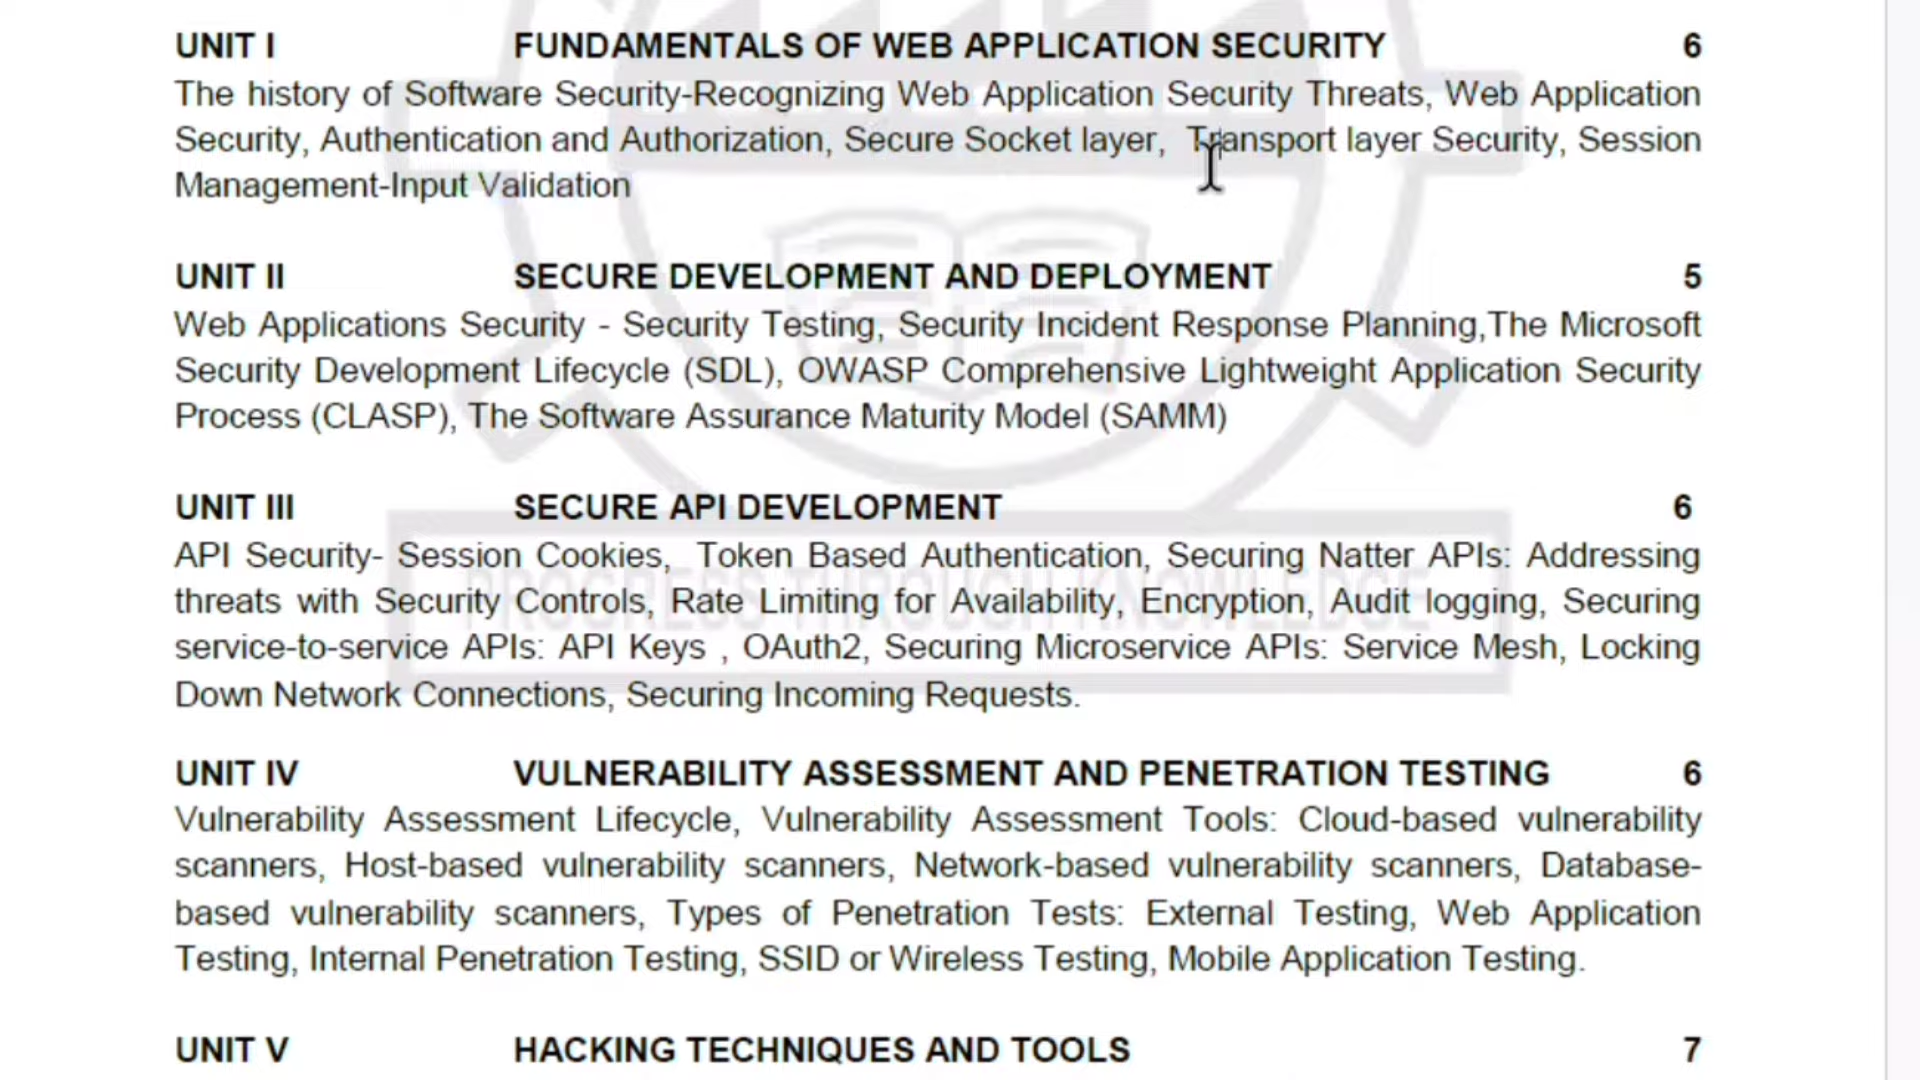 UNIT I FUNDAMENTALS OF WEB APPLICATION SECURITY 6
The history of Software Security-Recognizing Web Application Security Threats, Web Application
Security, Authentication and Authorization, Secure Socket layer, Transport layer Security, Session
Management-Input Validation
UNIT II SECURE DEVELOPMENT AND DEPLOYMENT 5
Web Applications Security - Security Testing, Security Incident Response Planning,The Microsoft
Security Development Lifecycle (SDL), OWASP Comprehensive Lightweight Application Security
Process (CLASP), The Software Assurance Maturity Model (SAMM)
UNIT III SECURE API DEVELOPMENT 6
API Security- Session Cookies, Token Based Authentication, Securing Natter APIs: Addressing
threats with Security Controls, Rate Limiting for Availability, Encryption, Audit logging, Securing
service-to-service APIs: API Keys , OAuth2, Securing Microservice APIs: Service Mesh, Locking
Down Network Connections, Securing Incoming Requests.
PROGRESS THROUGH KNOWLEDGE
UNIT IV VULNERABILITY ASSESSMENT AND PENETRATION TESTING 6
Vulnerability Assessment Lifecycle, Vulnerability Assessment Tools: Cloud-based vulnerability
scanners, Host-based vulnerability scanners, Network-based vulnerability scanners, Database-
based vulnerability scanners, Types of Penetration Tests: External Testing, Web Application
Testing, Internal Penetration Testing, SSID or Wireless Testing, Mobile Application Testing.
UNIT V HACKING TECHNIQUES AND TOOLS 7